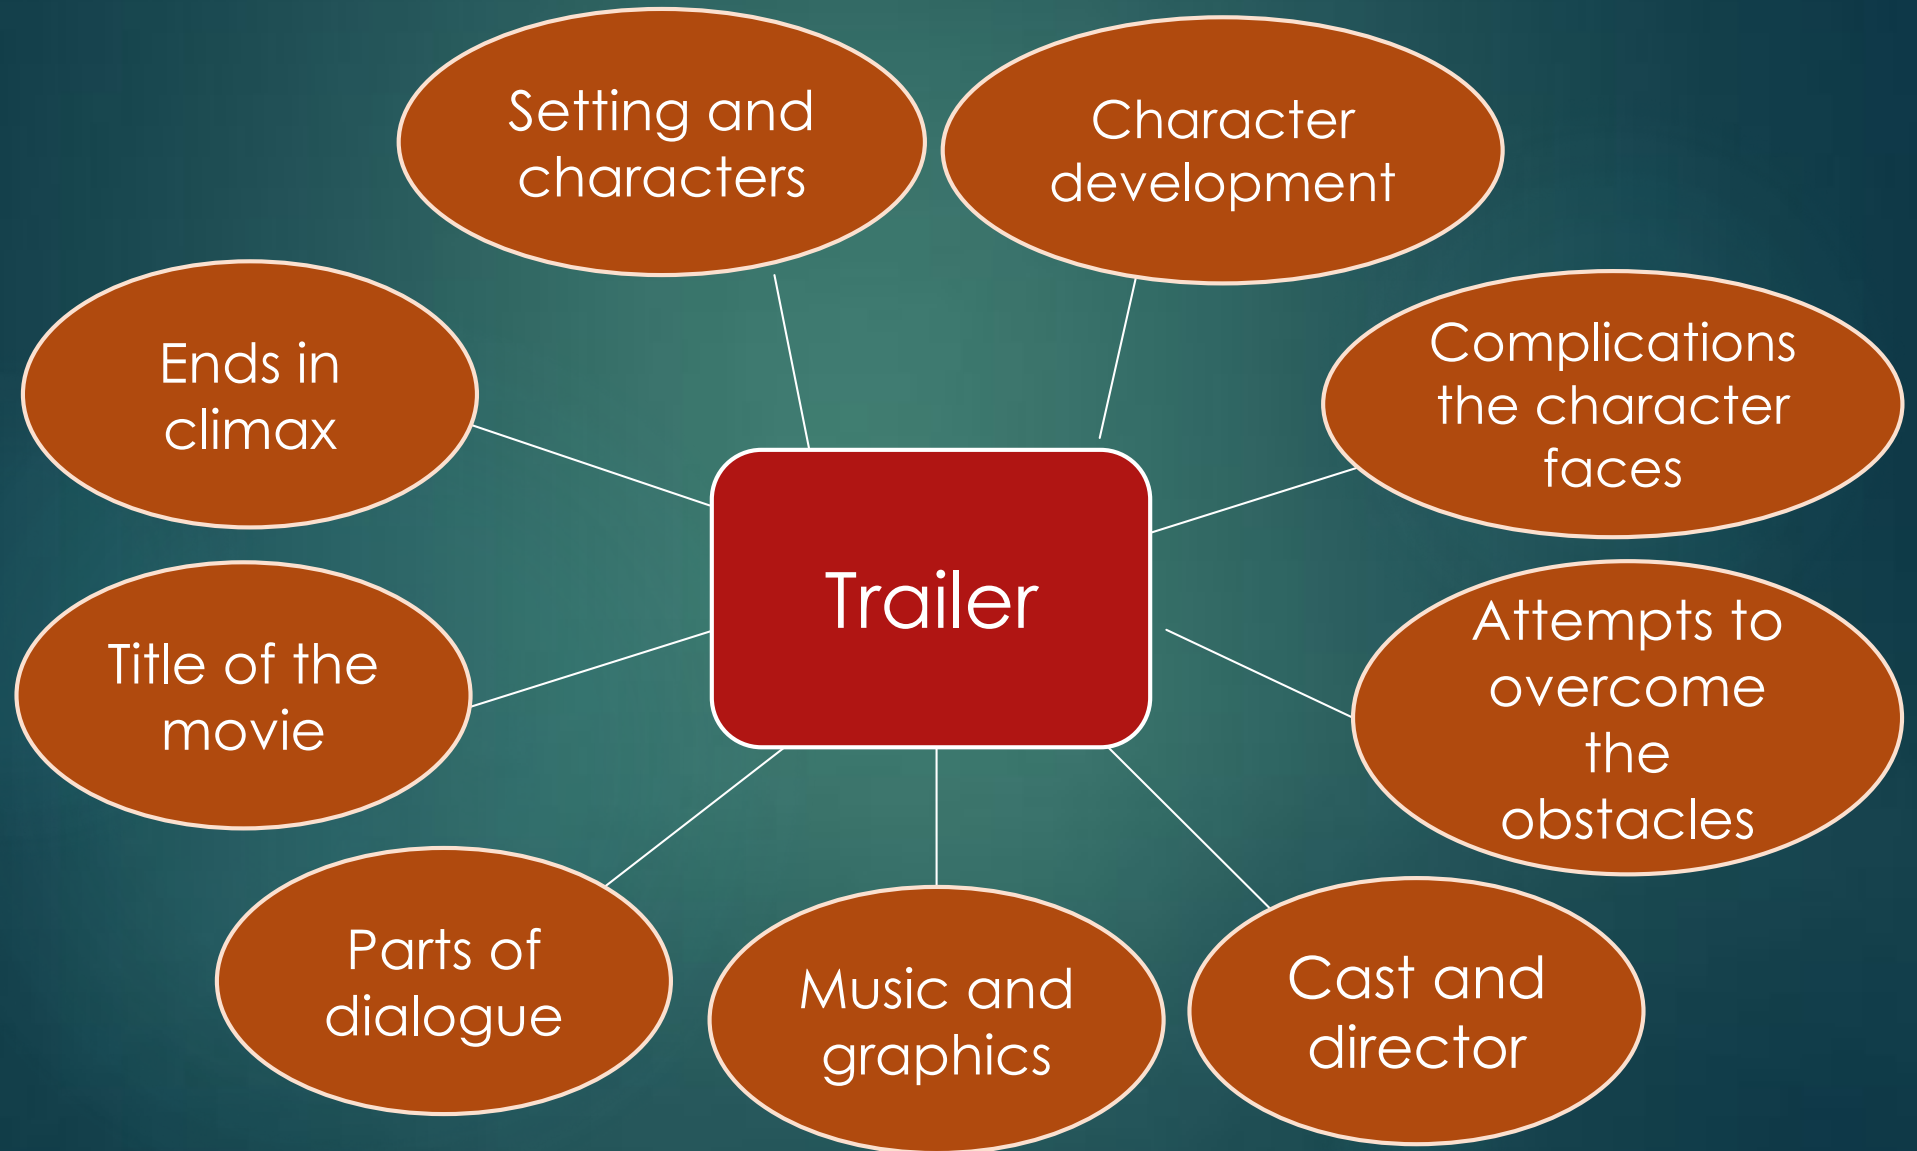 Setting and
characters
Character
development
Complications
the character
faces
Attempts to
overcome
the
obstacles
Cast and
director
Music and
graphics
Parts of
dialogue
Title of the
movie
Ends in
climax
Trailer